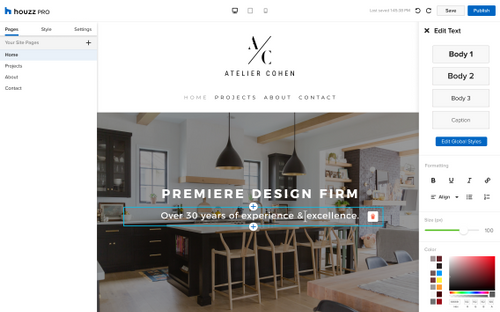 houzz PRO
Last saved 1:09:39 PM
Save
Publish
Pages
Style
Settings
Your Site Pages
Home
Projects
About
Contact
A/C
ATELIER COHEN
HOME PROJECTS ABOUT CONTACT
PREMIERE DESIGN FIRM
Over 30 years of experience & excellence.
Edit Text
Body 1
Body 2
Body 3
Caption
Edit Global Styles
Formatting
B U I
Align
Size (px)
100
Color